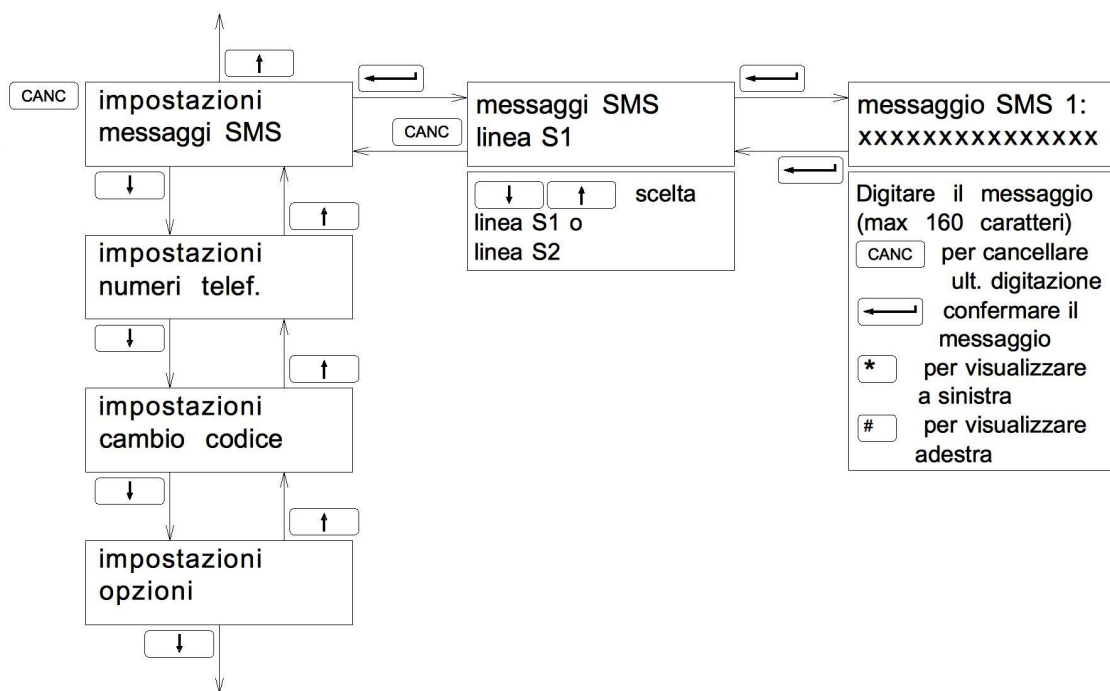 CANC
impostazioni
messaggi SMS
CANC
messaggi SMS
linea S1
scelta
linea S1 o
linea S2
messaggio SMS 1:
xxxxxxxxxxxxxxx
Digitare il messaggio
(max 160 caratteri)
CANC per cancellare
ult. digitazione
confermare il
messaggio
* per visualizzare
a sinistra
# per visualizzare
adestra
impostazioni
numeri telef.
impostazioni
cambio codice
impostazioni
opzioni